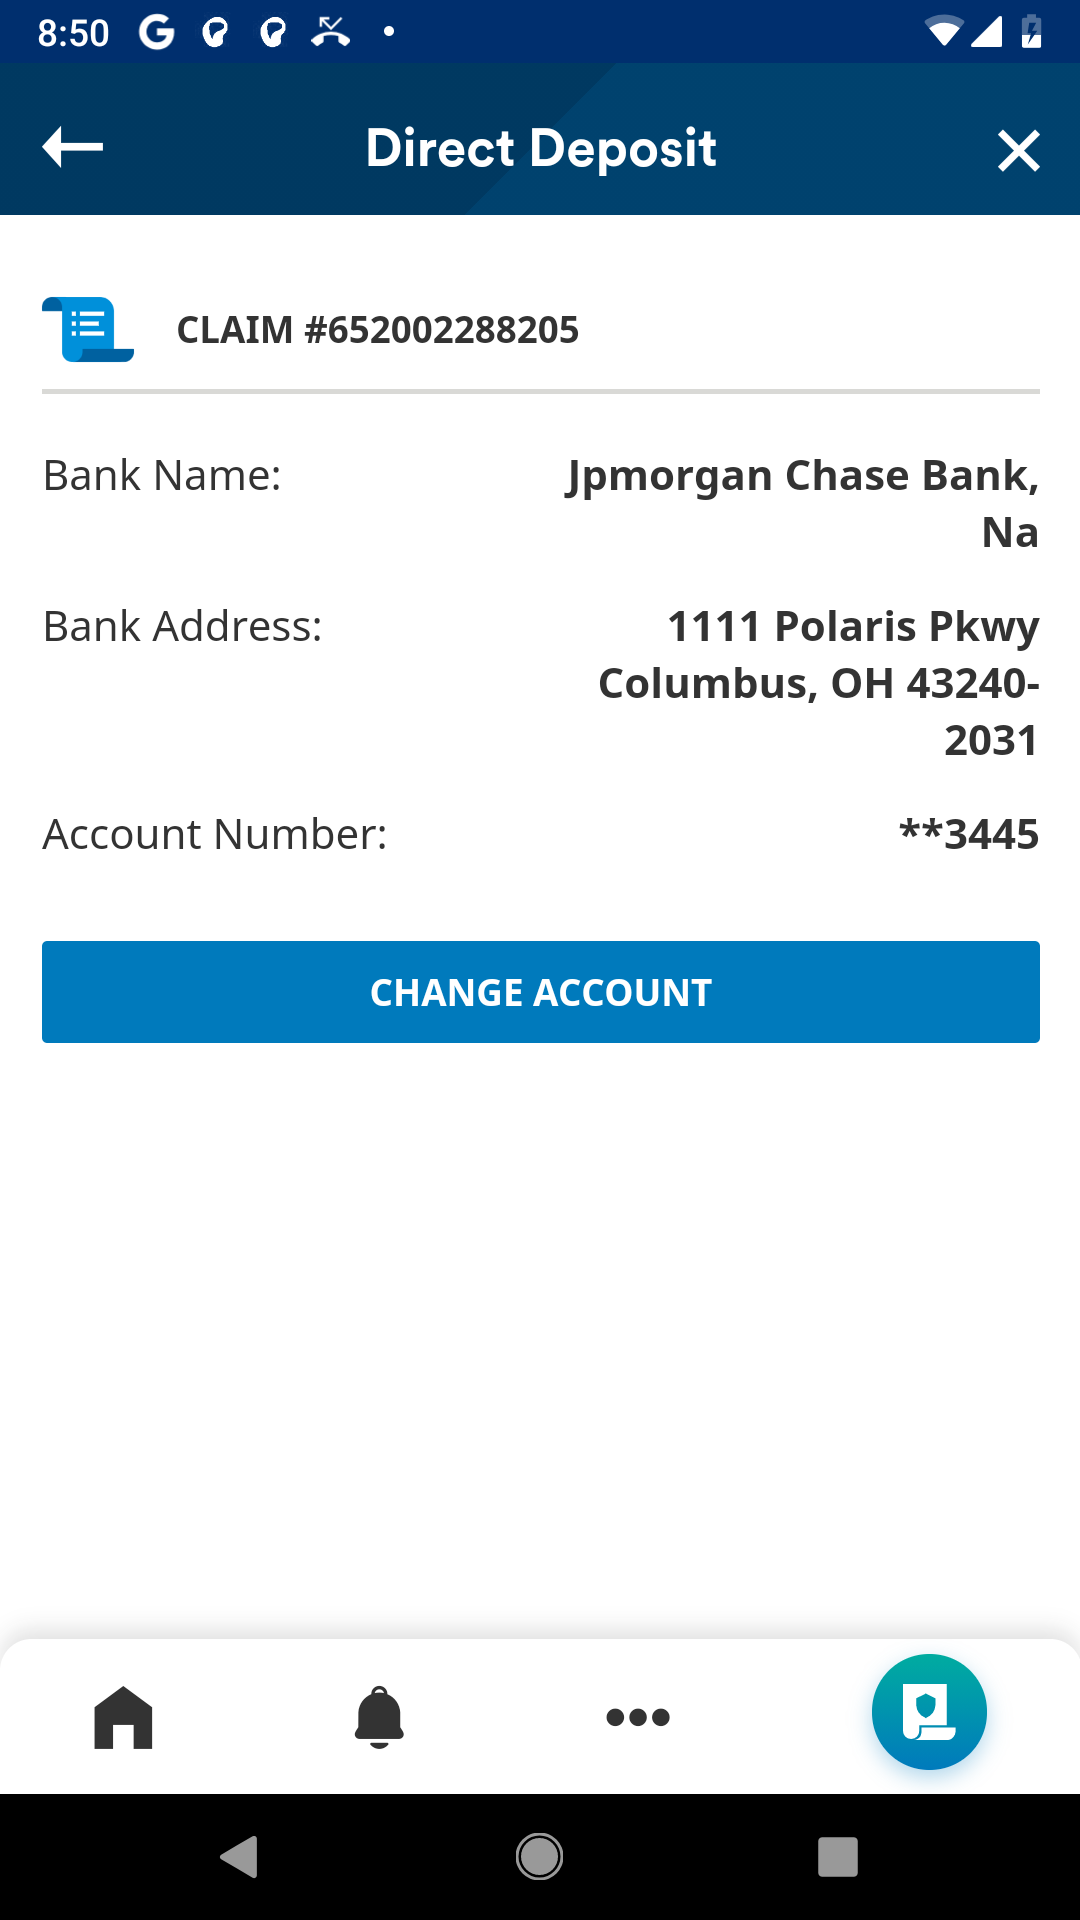 8:50
Direct Deposit
CLAIM #652002288205
Bank Name:
Jpmorgan Chase Bank,
Na
Bank Address:
1111 Polaris Pkwy
Columbus, OH 43240-
2031
Account Number:
**3445
CHANGE ACCOUNT